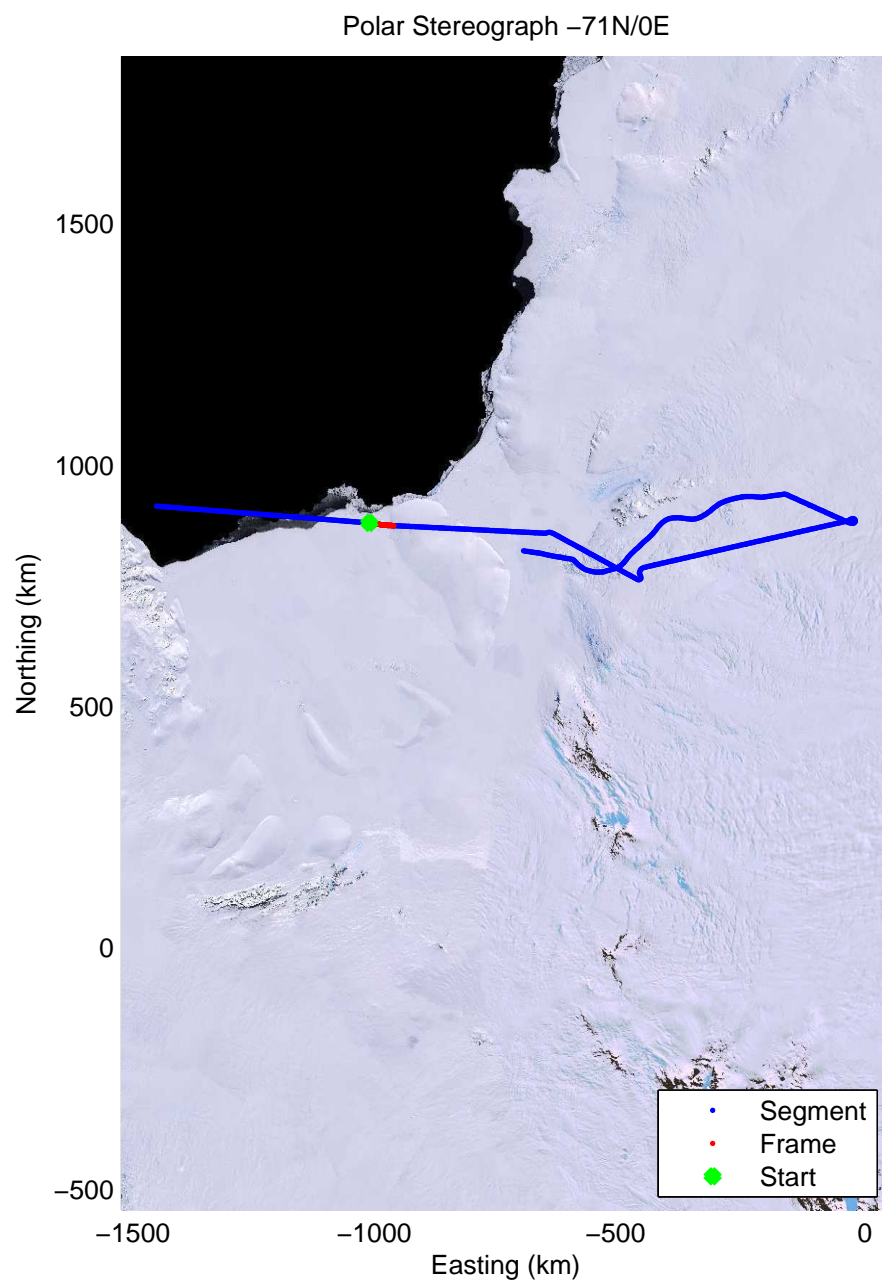 Polar Stereograph −71N/0E
1500
1000
500
0
−500
Northing (km)
−1500
−1000
−500
0
Easting (km)
Segment
Frame
Start